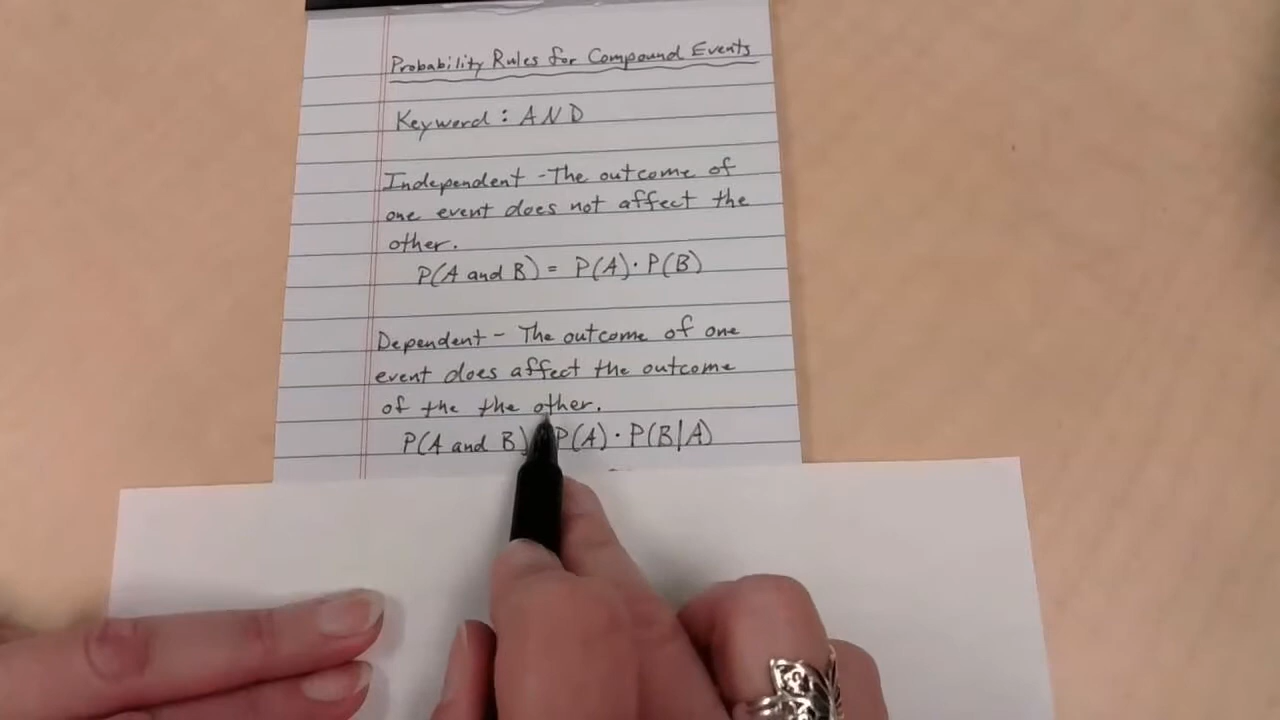 Probability Rules for Compound Events
Keyword : AND
Independent - The outcome of
one event does not affect the
other.
P(A and B) = P(A) · P(B)
Dependent - The outcome of one
event does affect the outcome
of the the other.
P(A and B) P(A) · P(B|A)